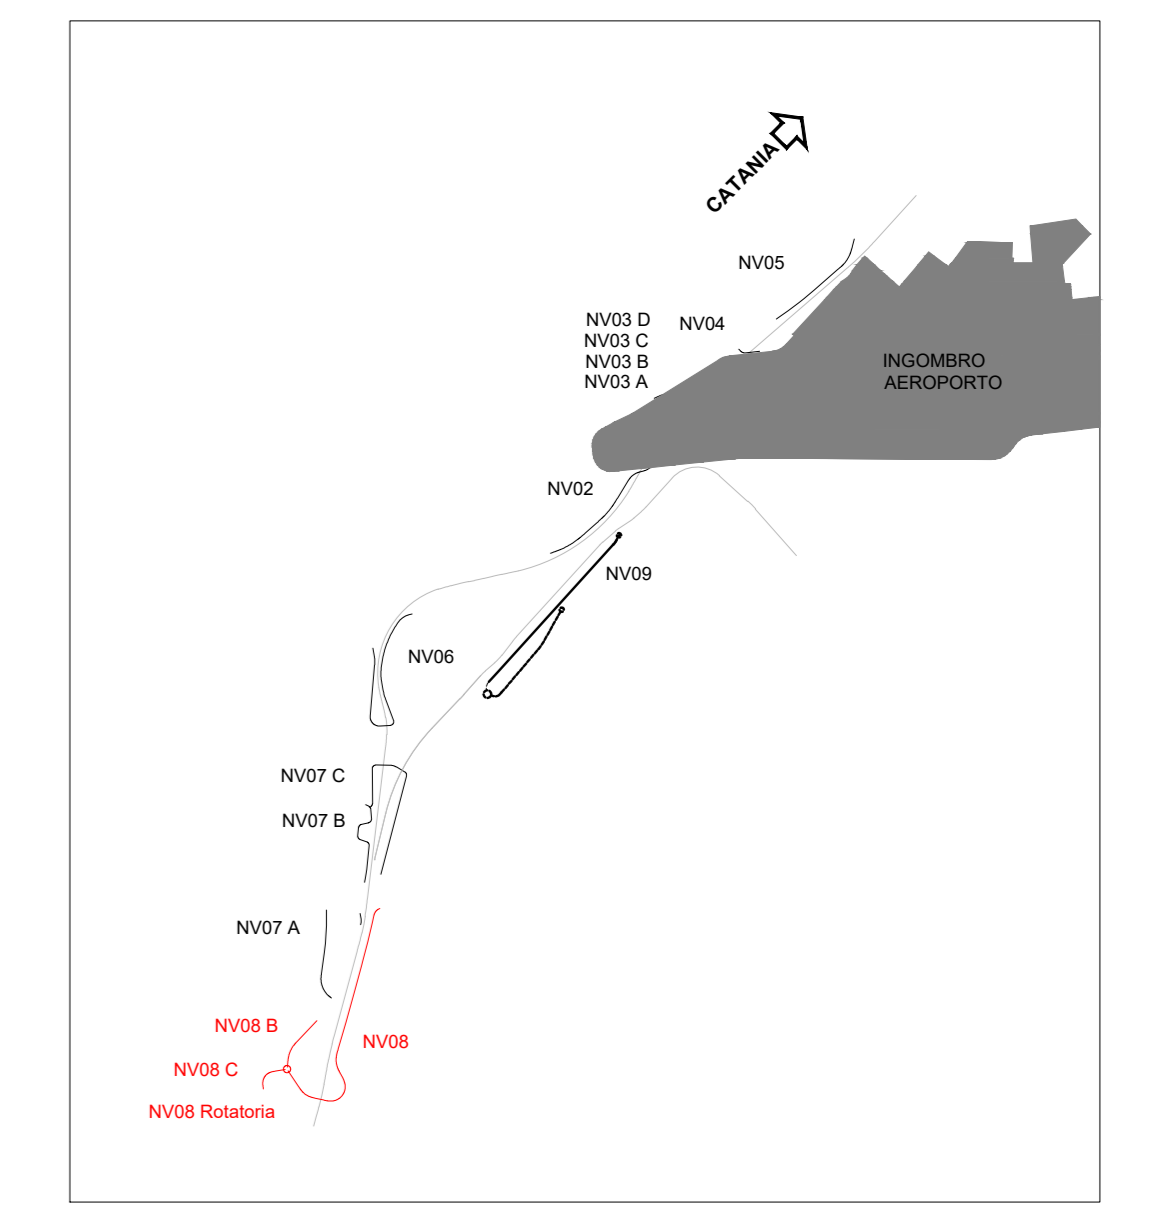 CATANIA
NV05
NV03 D
NV04
NV03 C
NV03 B
NV03 A
INGOMBRO
AEROPORTO
NV02
NV09
NV06
NV07 C
NV07 B
NV07 A
NV08 B
NV08
NV08 C
NV08 Rotatoria